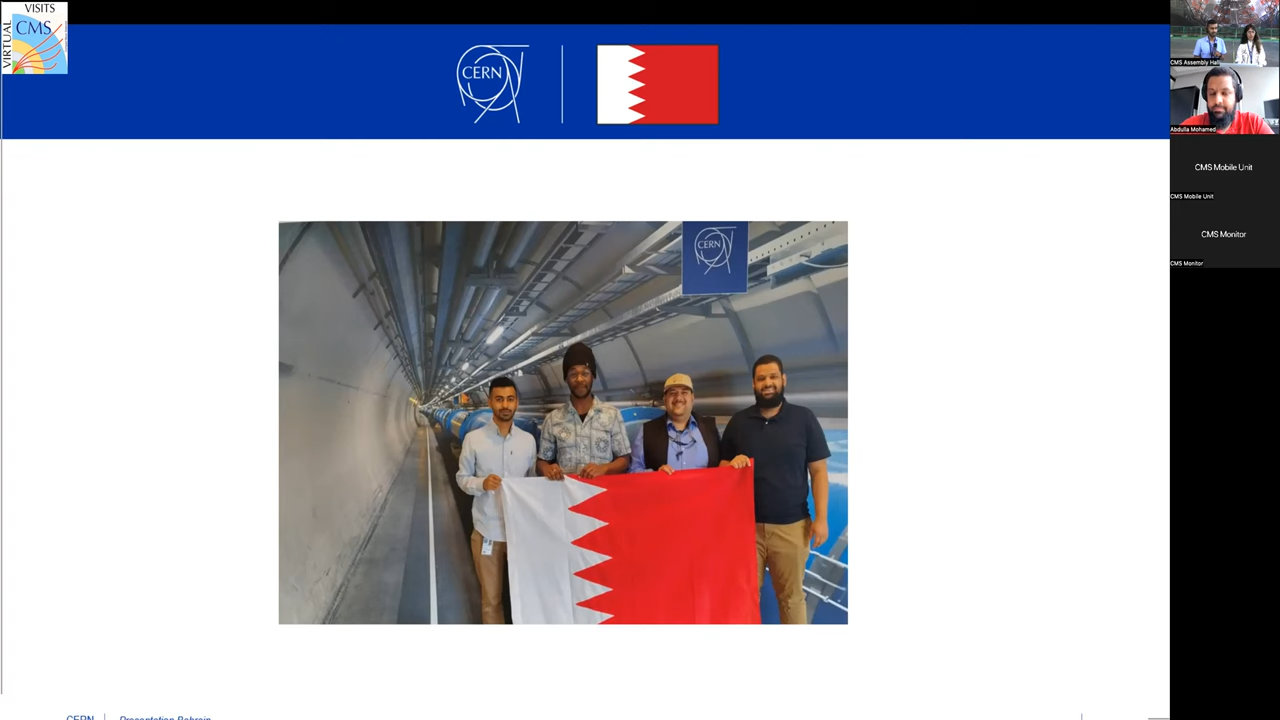 VISITS
VIRTUAL
CMS
CERN
CERN
CMS Assembly Hall
Abdulla Mohamed
CMS Mobile Unit
CMS Mobile Unit
CMS Monitor
CMS Monitor
CERN
Presentation Bahrain